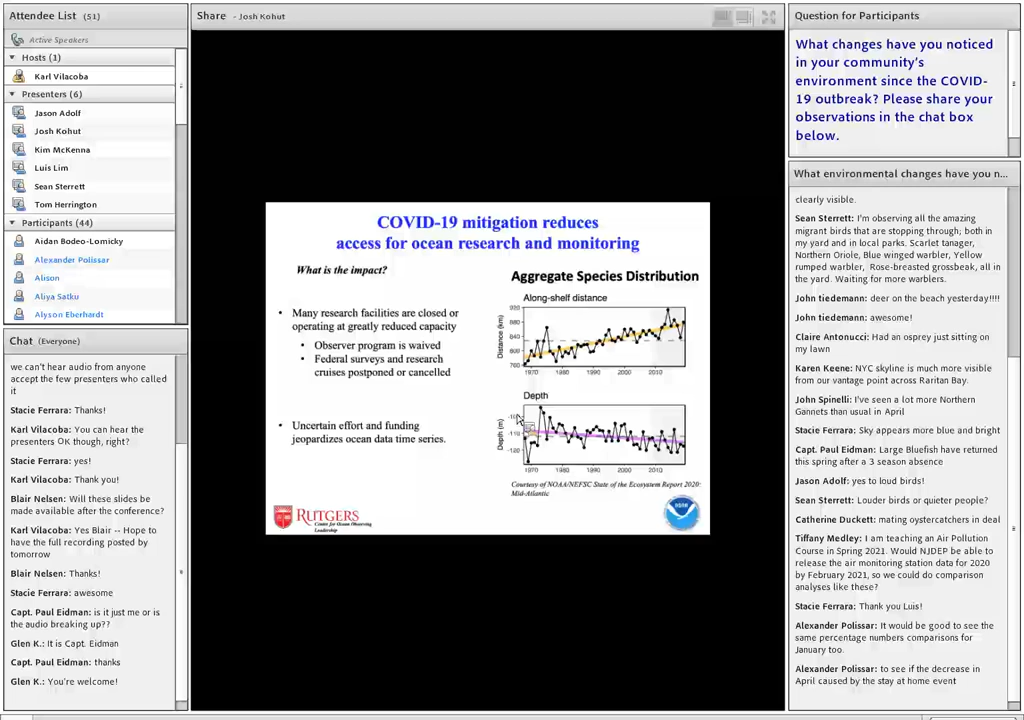 Attendee List (51)
Active Speakers
Hosts (1)
Karl Vilacoba
Presenters (6)
Jason Adolf
Josh Kohut
Kim McKenna
Luis Lim
Sean Sterrett
Tom Herrington
Participants (44)
Aidan Bodeo-Lomicky
Alexander Polissar
Alison
Aliya Satku
Alyson Eberhardt
Chat (Everyone)
we can't hear audio from anyone
accept the few presenters who called
it
Stacie Ferrara: Thanks!
Karl Vilacoba: You can hear the
presenters OK though, right?
Stacie Ferrara: yes!
Karl Vilacoba: Thank you!
Blair Nelsen: Will these slides be
made available after the conference?
Karl Vilacoba: Yes Blair -- Hope to
have the full recording posted by
tomorrow
Blair Nelsen: Thanks!
Stacie Ferrara: awesome
Capt. Paul Eidman: is it just me or is
the audio breaking up??
Glen K.: It is Capt. Eidman
Capt. Paul Eidman: thanks
Glen K.: You're welcome!
Share - Josh Kohut
COVID-19 mitigation reduces
access for ocean research and monitoring
What is the impact?
• Many research facilities are closed or
operating at greatly reduced capacity
• Observer program is waived
• Federal surveys and research
cruises postponed or cancelled
• Uncertain effort and funding
jeopardizes ocean data time series.
Aggregate Species Distribution
Along-shelf distance
Distance (km)
920
880
840
800
760
1970 1980 1990 2000 2010
Depth
Depth (m)
1970 1980 1990 2000 2010
Courtesy of NOAA/NEFSC State of the Ecosystem Report 2020:
Mid-Atlantic
RUTGERS
Center for Ocean Observing
Leadership
Question for Participants
What changes have you noticed
in your community's
environment since the COVID-
19 outbreak? Please share your
observations in the chat box
below.
What environmental changes have you n...
clearly visible.
Sean Sterrett: I'm observing all the amazing
migrant birds that are stopping through; both in
my yard and in local parks. Scarlet tanager,
Northern Oriole, Blue winged warbler, Yellow
rumped warbler, Rose-breasted grossbeak, all in
the yard. Waiting for more warblers.
John tiedemann: deer on the beach yesterday!!!!
John tiedemann: awesome!
Claire Antonucci: Had an osprey just sitting on
my lawn
Karen Keene: NYC skyline is much more visible
from our vantage point across Raritan Bay.
John Spinelli: I've seen a lot more Northern
Gannets than usual in April
Stacie Ferrara: Sky appears more blue and bright
Capt. Paul Eidman: Large Bluefish have returned
this spring after a 3 season absence
Jason Adolf: yes to loud birds!
Sean Sterrett: Louder birds or quieter people?
Catherine Duckett: mating oystercatchers in deal
Tiffany Medley: I am teaching an Air Pollution
Course in Spring 2021. Would NJDEP be able to
release the air monitoring station data for 2020
by February 2021, so we could do comparison
analyses like these?
Stacie Ferrara: Thank you Luis!
Alexander Polissar: It would be good to see the
same percentage numbers comparisons for
January too.
Alexander Polissar: to see if the decrease in
April caused by the stay at home event